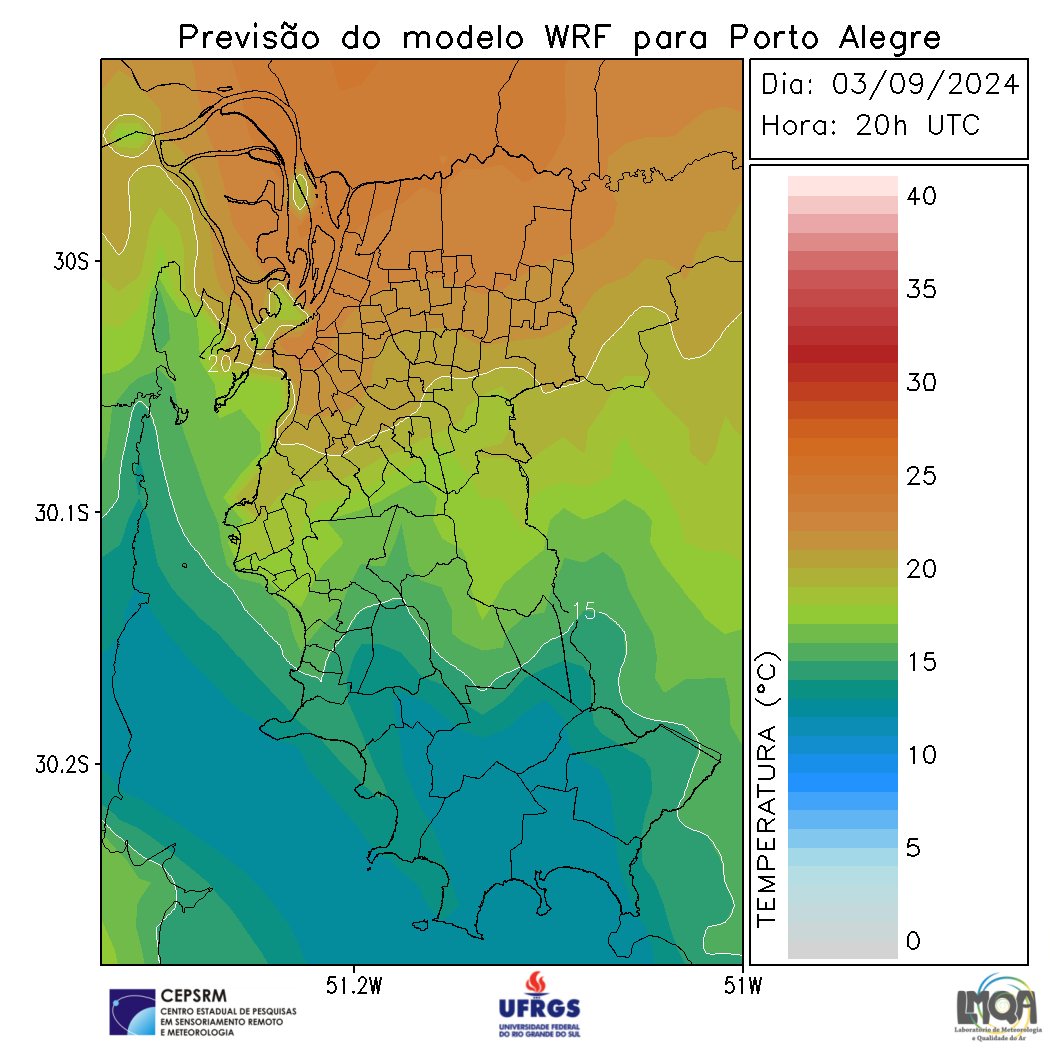 Previsão do modelo WRF para Porto Alegre
Dia: 03/09/2024
Hora: 20h UTC
40
35
30
25
20
15
10
5
0
TEMPERATURA (°C)
30S
30.1S
30.2S
51.2W
51W
20
15
CEPSRM
CENTRO ESTADUAL DE PESQUISAS
EM SENSORIAMENTO REMOTO
E METEOROLOGIA
UFRGS
UNIVERSIDADE FEDERAL
DO RIO GRANDE DO SUL
LMQA
Laboratório de Meteorologia
e Qualidade do Ar